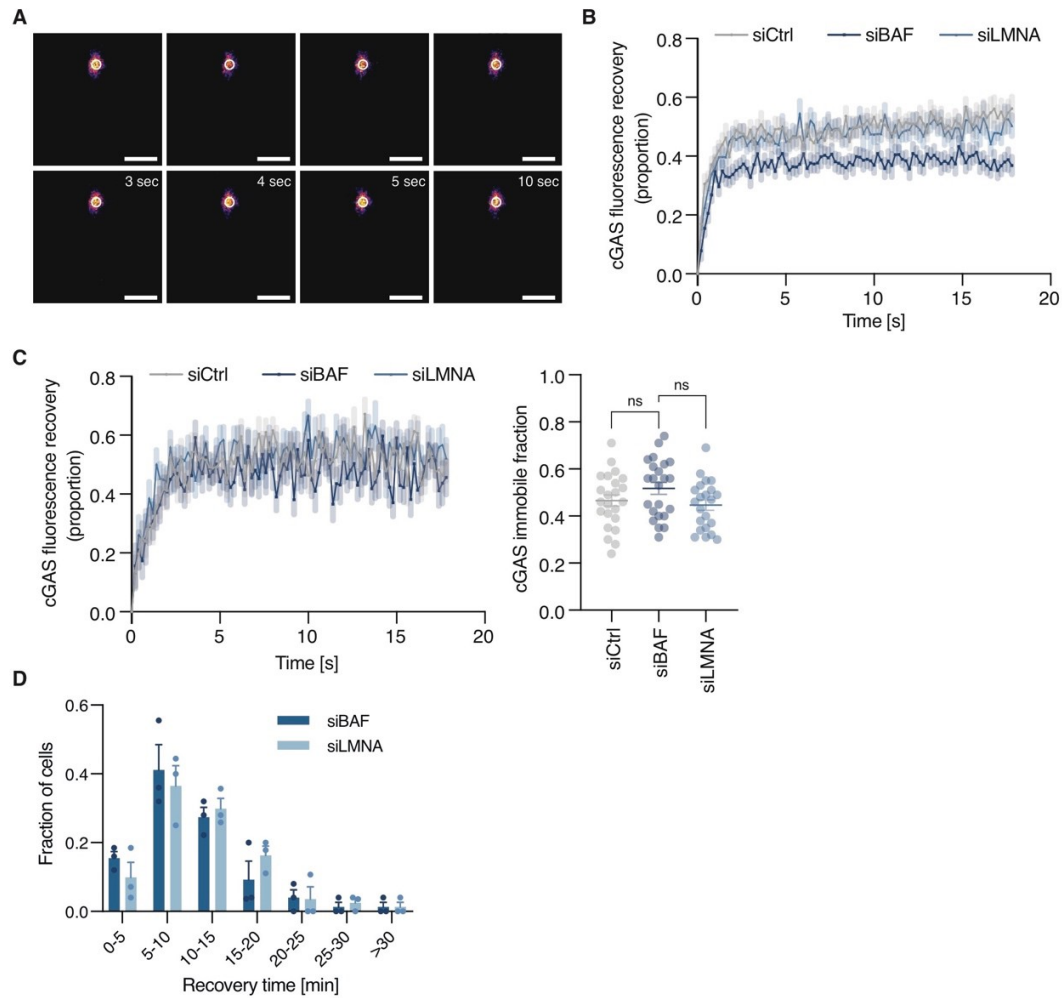 A
3 sec
4 sec
5 sec
10 sec
B
siCtrl siBAF siLMNA
cGAS fluorescence recovery
(proportion)
0.8
0.6
0.4
0.2
0.0
0 5 10 15 20
Time [s]
C
siCtrl siBAF siLMNA
cGAS fluorescence recovery
(proportion)
0.8
0.6
0.4
0.2
0.0
0 5 10 15 20
Time [s]
cGAS immobile fraction
1.0
0.8
0.6
0.4
0.2
0.0
ns
ns
siCtrl
siBAF
siLMNA
D
siBAF
siLMNA
Fraction of cells
0.6
0.4
0.2
0.0
0-5
5-10
10-15
15-20
20-25
25-30
>30
Recovery time [min]